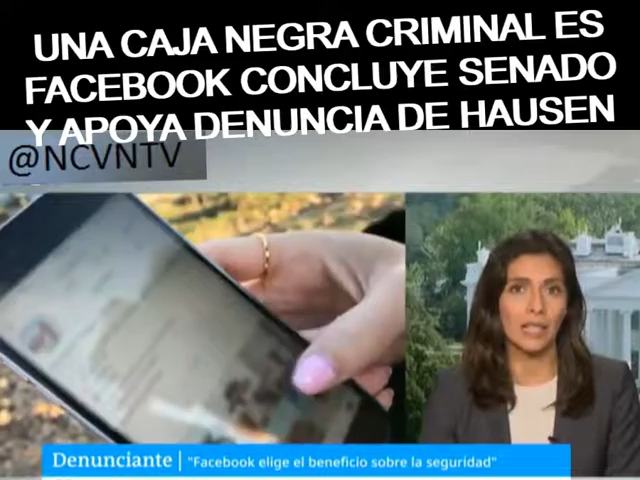 UNA CAJA NEGRA CRIMINAL ES
FACEBOOK CONCLUYE SENADO
Y APOYA DENUNCIA DE HAUSEN
@NCVNTV
Denunciante | "Facebook elige el beneficio sobre la seguridad"